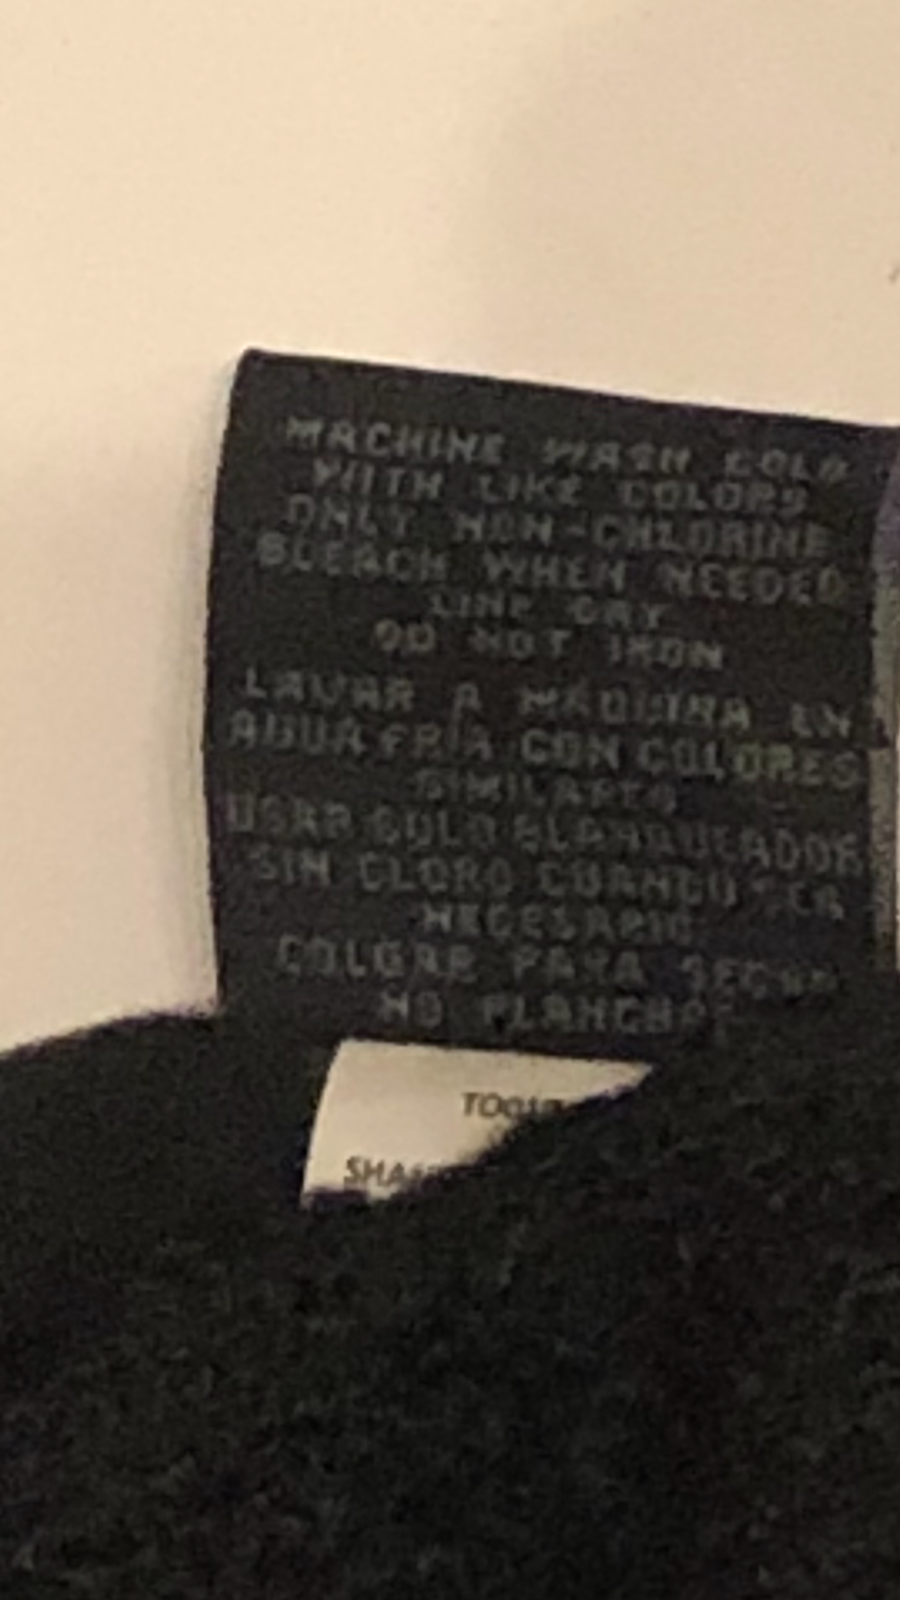 MACHINE WASH COLD
WITH LIKE COLORS
ONLY NON-CHLORINE
BLEACH WHEN NEEDED
LINE DRY
DO NOT IRON
LAVAR A MAQUINA EN
AGUA FRIA CON COLORES
SIMILARES
USAR SOLO BLANQUEADOR
SIN CLORO CUANDO SEA
NECESARIO
COLGAR PARA SECAR
NO PLANCHAR